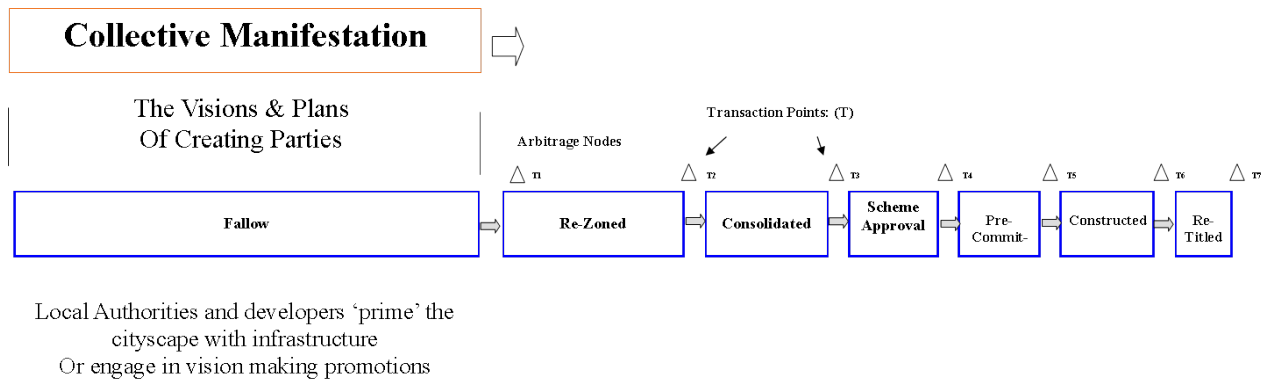 Collective Manifestation
The Visions & Plans
Of Creating Parties
Transaction Points: (T)
Arbitrage Nodes
T1
T2
T3
T4
T5
T6
T7
Fallow
Re-Zoned
Consolidated
Scheme
Approval
Pre-
Commit-
Constructed
Re-
Titled
Local Authorities and developers ‘prime’ the
cityscape with infrastructure
Or engage in vision making promotions